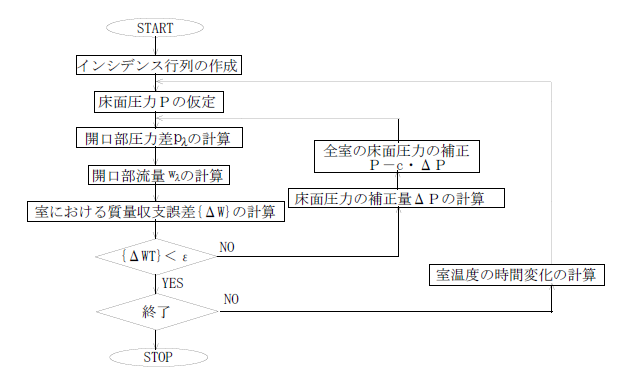 START
インシデンス行列の作成
床面圧力Pの仮定
開口部圧力差pλの計算
全室の床面圧力の補正
P－c・ΔP
開口部流量wλの計算
床面圧力の補正量ΔPの計算
室における質量収支誤差{ΔW}の計算
{ΔWT}＜ε
NO
YES
室温度の時間変化の計算
NO
終了
STOP